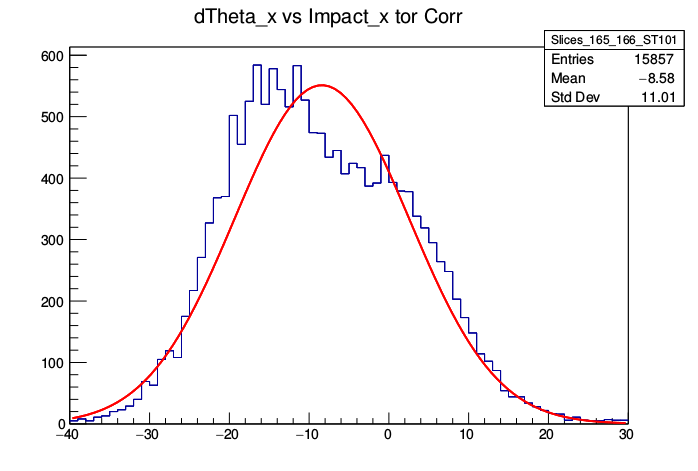 dTheta_x vs Impact_x tor Corr
Slices_165_166_ST101
Entries 15857
Mean −8.58
Std Dev 11.01
600
500
400
300
200
100
0
−40 −30 −20 −10 0 10 20 30